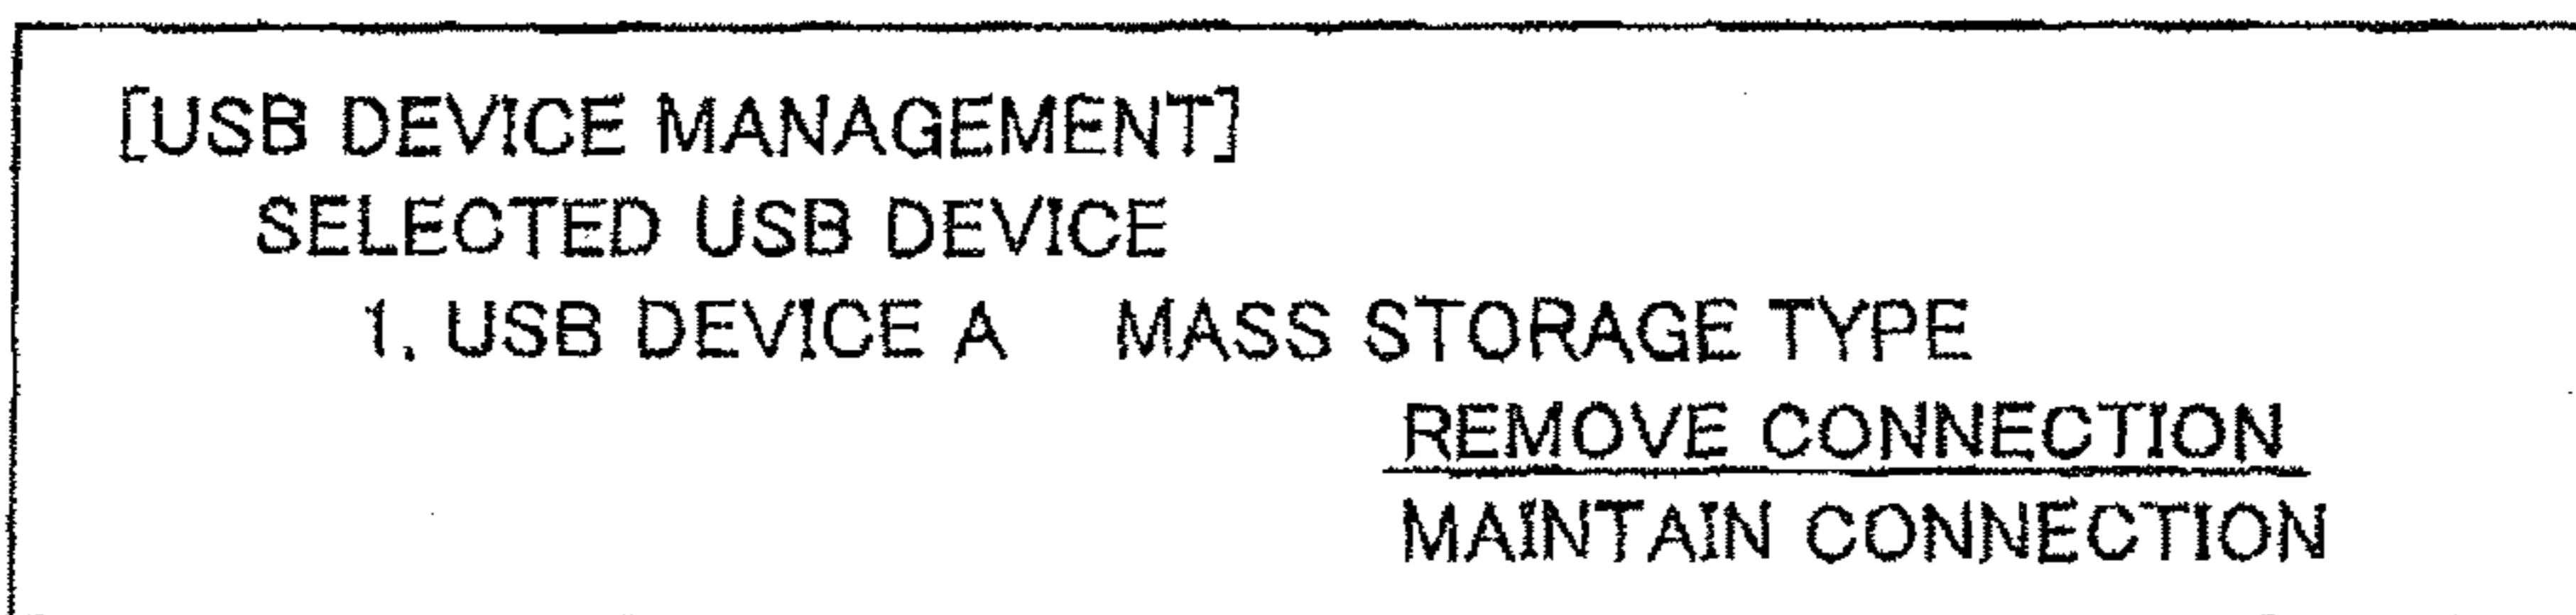 [USB DEVICE MANAGEMENT]
SELECTED USB DEVICE
1. USB DEVICE A MASS STORAGE TYPE
REMOVE CONNECTION
MAINTAIN CONNECTION